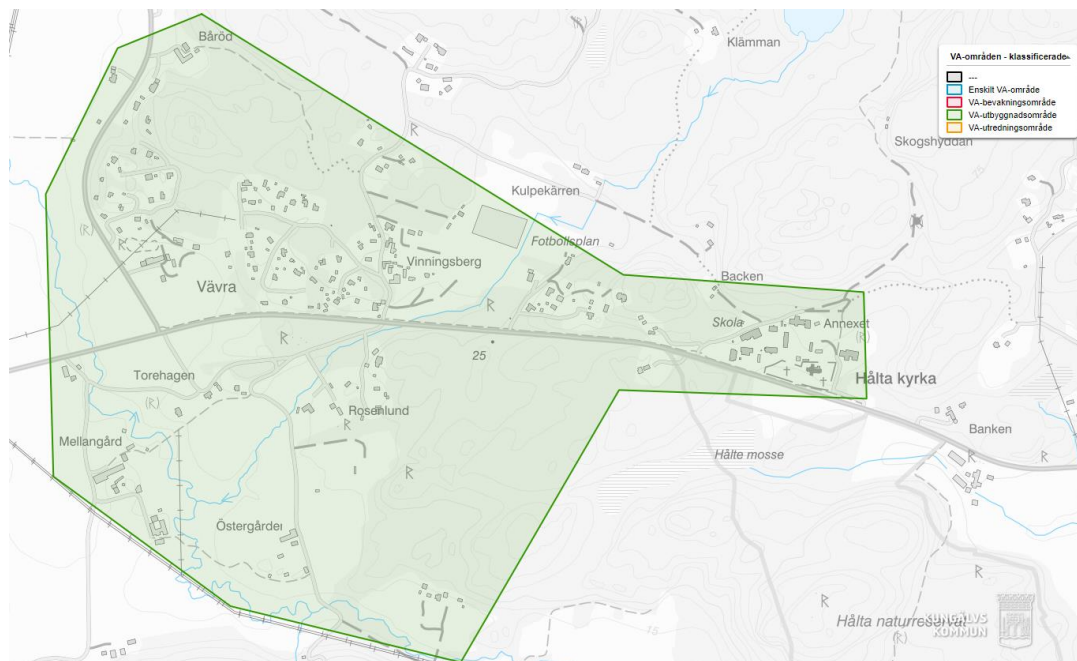 Båröd
Klämman
VA-områden - klassificerade
---
Enskilt VA-område
VA-bevakningsområde
VA-utbyggnadsområde
VA-utredningsområde
R
Skogshyddan
75
Kulpekärren
(R)
R
Fotbollsplan
Vinningsberg
Backen
Vävra
R
Skola
Annexet
(R)
R
25
Torehagen
Hålta kyrka
(R)
Rosenlund
R
Mellangård
Banken
Hålte mosse
R
R
R
Östergården
R
R
15
Hålta naturreservat
(R)
KUNGÄLVS
KOMMUN